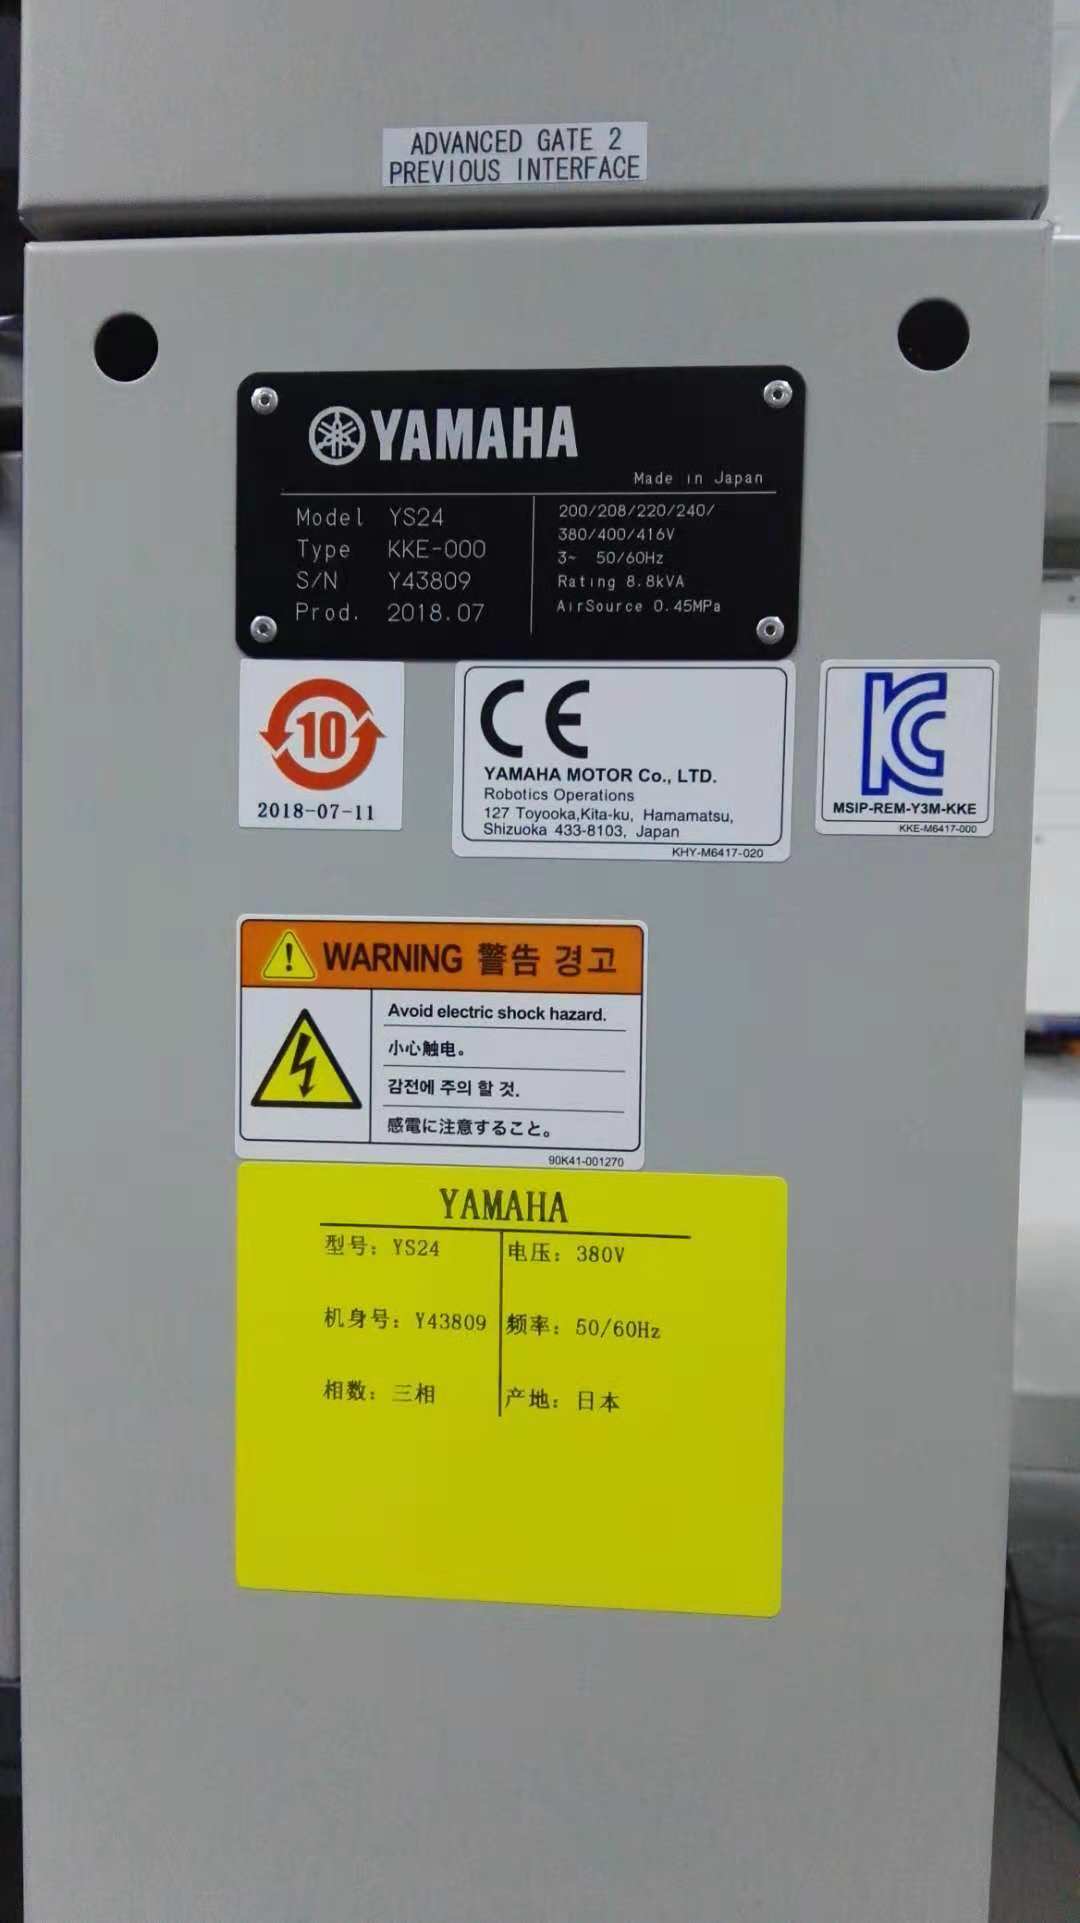 ADVANCED GATE 2
PREVIOUS INTERFACE
YAMAHA
Made in Japan
Model YS24
Type KKE-000
S/N Y43809
Prod. 2018.07
200/208/220/240/
380/400/416V
3~ 50/60Hz
Rating 8.8kVA
AirSource 0.45MPa
10
2018-07-11
CE
YAMAHA MOTOR Co., LTD.
Robotics Operations
127 Toyooka,Kita-ku, Hamamatsu,
Shizuoka 433-8103, Japan
KHY-M6417-020
KC
MSIP-REM-Y3M-KKE
KKE-M6417-000
WARNING 警告 경고
Avoid electric shock hazard.
小心触电。
감전에 주의 할 것.
感電に注意すること。
90K41-001270
YAMAHA
型号: YS24
机身号: Y43809
相数: 三相
电压: 380V
频率: 50/60Hz
产地: 日本